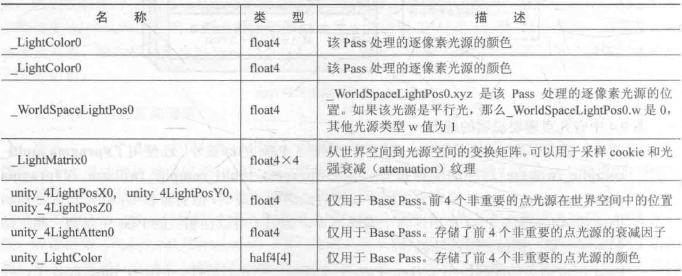 名 称 类 型 描 述
_LightColor0 float4 该 Pass 处理的逐像素光源的颜色
_LightColor0 float4 该 Pass 处理的逐像素光源的颜色
_WorldSpaceLightPos0 float4 _WorldSpaceLightPos0.xyz 是该 Pass 处理的逐像素光源的位
置。如果该光源是平行光，那么_WorldSpaceLightPos0.w 是 0，
其他光源类型 w 值为 1
_LightMatrix0 float4×4 从世界空间到光源空间的变换矩阵。可以用于采样 cookie 和光
强衰减（attenuation）纹理
unity_4LightPosX0, unity_4LightPosY0,
unity_4LightPosZ0 float4 仅用于 Base Pass。前 4 个非重要的点光源在世界空间中的位置
unity_4LightAtten0 float4 仅用于 Base Pass。存储了前 4 个非重要的点光源的衰减因子
unity_LightColor half4[4] 仅用于 Base Pass。存储了前 4 个非重要的点光源的颜色